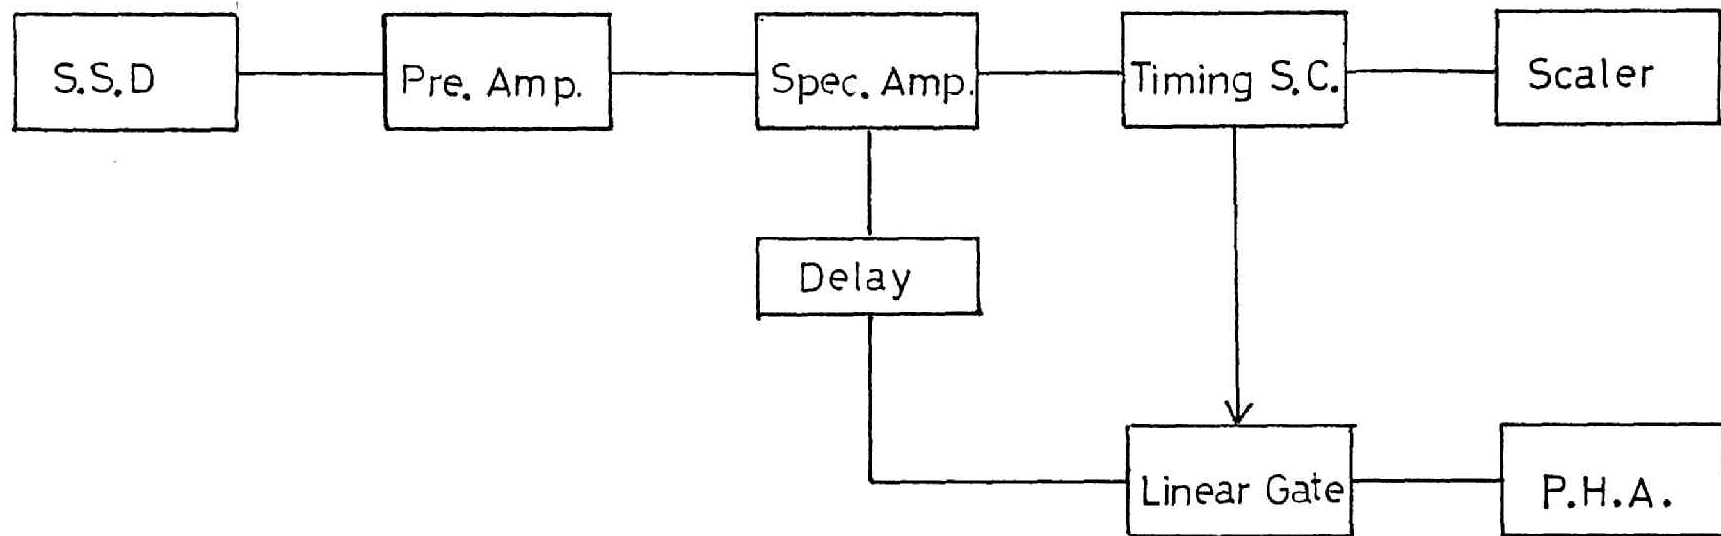 S.S.D
Pre. Amp.
Spec. Amp.
Timing S.C.
Scaler
Delay
Linear Gate
P.H.A.